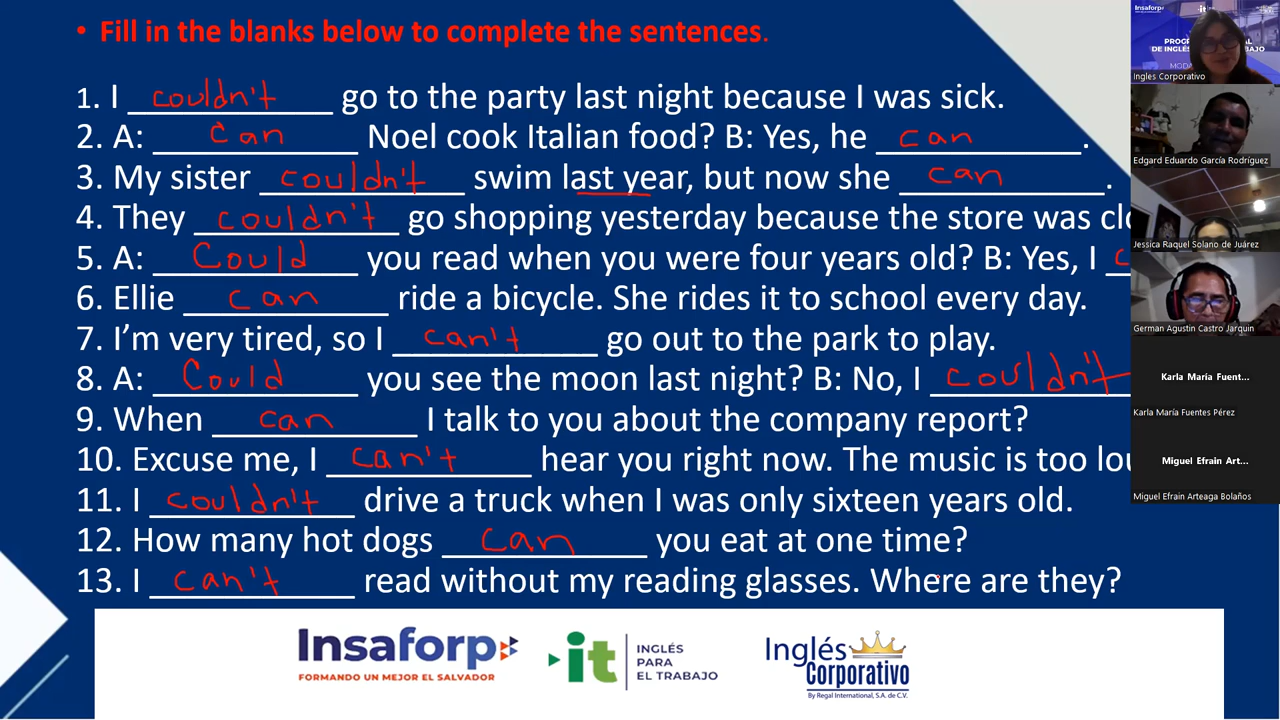 • Fill in the blanks below to complete the sentences.
1. I couldn't go to the party last night because I was sick.
2. A: can Noel cook Italian food? B: Yes, he can.
3. My sister couldn't swim last year, but now she can.
4. They couldn't go shopping yesterday because the store was clo
5. A: Could you read when you were four years old? B: Yes, I c
6. Ellie can ride a bicycle. She rides it to school every day.
7. I'm very tired, so I can't go out to the park to play.
8. A: Could you see the moon last night? B: No, I couldn't
9. When can I talk to you about the company report?
10. Excuse me, I can't hear you right now. The music is too lou
11. I couldn't drive a truck when I was only sixteen years old.
12. How many hot dogs can you eat at one time?
13. I can't read without my reading glasses. Where are they?
Insaforp
FORMANDO UN MEJOR EL SALVADOR
it INGLÉS PARA EL TRABAJO
Inglés Corporativo
By Regal International, S.A. de C.V.
Insaforp it
Ingles Corporativo
Edgard Eduardo García Rodríguez
Jessica Raquel Solano de Juárez
German Agustin Castro Jarquin
Karla María Fuent...
Karla María Fuentes Pérez
Miguel Efrain Art...
Miguel Efrain Arteaga Bolaños